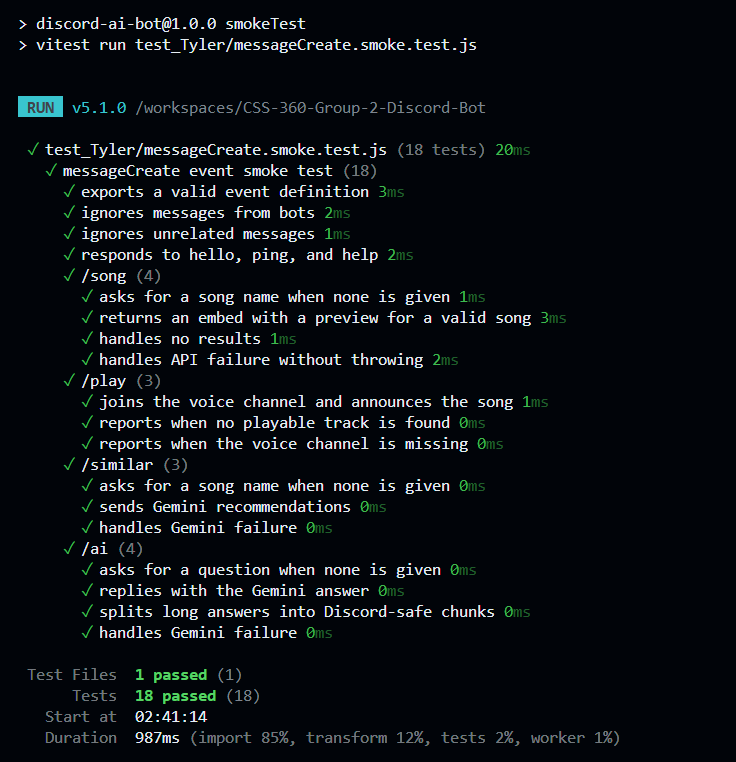 > discord-ai-bot@1.0.0 smokeTest
> vitest run test_Tyler/messageCreate.smoke.test.js
RUN v5.1.0 /workspaces/CSS-360-Group-2-Discord-Bot
✓ test_Tyler/messageCreate.smoke.test.js (18 tests) 20ms
✓ messageCreate event smoke test (18)
✓ exports a valid event definition 3ms
✓ ignores messages from bots 2ms
✓ ignores unrelated messages 1ms
✓ responds to hello, ping, and help 2ms
✓ /song (4)
✓ asks for a song name when none is given 1ms
✓ returns an embed with a preview for a valid song 3ms
✓ handles no results 1ms
✓ handles API failure without throwing 2ms
✓ /play (3)
✓ joins the voice channel and announces the song 1ms
✓ reports when no playable track is found 0ms
✓ reports when the voice channel is missing 0ms
✓ /similar (3)
✓ asks for a song name when none is given 0ms
✓ sends Gemini recommendations 0ms
✓ handles Gemini failure 0ms
✓ /ai (4)
✓ asks for a question when none is given 0ms
✓ replies with the Gemini answer 0ms
✓ splits long answers into Discord-safe chunks 0ms
✓ handles Gemini failure 0ms
Test Files 1 passed (1)
Tests 18 passed (18)
Start at 02:41:14
Duration 987ms (import 85%, transform 12%, tests 2%, worker 1%)